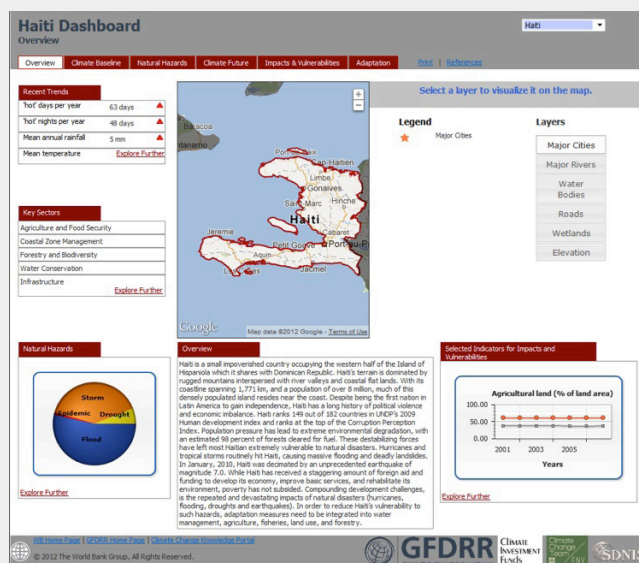 Haiti Dashboard
Overview
Haiti
Overview
Climate Baseline
Natural Hazards
Climate Future
Impacts & Vulnerabilities
Adaptation
Print | References
Recent Trends
'hot' days per year 63 days
'hot' nights per year 48 days
Mean annual rainfall 5 mm
Mean temperature Explore Further
Key Sectors
Agriculture and Food Security
Coastal Zone Management
Forestry and Biodiversity
Water Conservation
Infrastructure
Explore Further
+
-
Baracoa
Port-de-Paix
Cap-Haitien
Limbe
Gonaives
Saint-Marc Hinche
Haiti
Jeremie
Cabaret
Petit Goave Port-au-P
Aquin
Les Cayes Jacmel
Google
Map data ©2012 Google - Terms of Use
Select a layer to visualize it on the map.
Legend
Major Cities
Layers
Major Cities
Major Rivers
Water
Bodies
Roads
Wetlands
Elevation
Natural Hazards
Storm
Epidemic
Drought
Flood
Explore Further
Overview
Haiti is a small impoverished country occupying the western half of the Island of
Hispaniola which it shares with Dominican Republic. Haiti's terrain is dominated by
rugged mountains interspersed with river valleys and coastal flat lands. With its
coastline spanning 1,771 km, and a population of over 8 million, much of this
densely populated island resides near the coast. Despite being the first nation in
Latin America to gain independence, Haiti has a long history of political violence
and economic imbalance. Haiti ranks 149 out of 182 countries in UNDP's 2009
Human development index and ranks at the top of the Corruption Perception
Index. Population pressure has lead to extreme environmental degradation, with
an estimated 98 percent of forests cleared for fuel. These destabilizing forces
have left most Haitian extremely vulnerable to natural disasters. Hurricanes and
tropical storms routinely hit Haiti, causing massive flooding and deadly landslides.
In January, 2010, Haiti was decimated by an unprecedented earthquake of
magnitude 7.0. While Haiti has received a staggering amount of foreign aid and
funding to develop its economy, improve basic services, and rehabilitate its
environment, poverty has not subsided. Compounding development challenges,
is the repeated and devastating impacts of natural disasters (hurricanes,
flooding, droughts and earthquakes). In order to reduce Haiti's vulnerability to
such hazards, adaptation measures need to be integrated into water
management, agriculture, fisheries, land use, and forestry.
Selected Indicators for Impacts and
Vulnerabilities
Agricultural land (% of land area)
100.00
50.00
0.00
2001 2003 2005
Years
Explore Further
WB Home Page | GFDRR Home Page | Climate Change Knowledge Portal
© 2012 The World Bank Group, All Rights Reserved.
GFDRR
CLIMATE
INVESTMENT
FUNDS
Climate
Change
Team
ENV
SDNIS